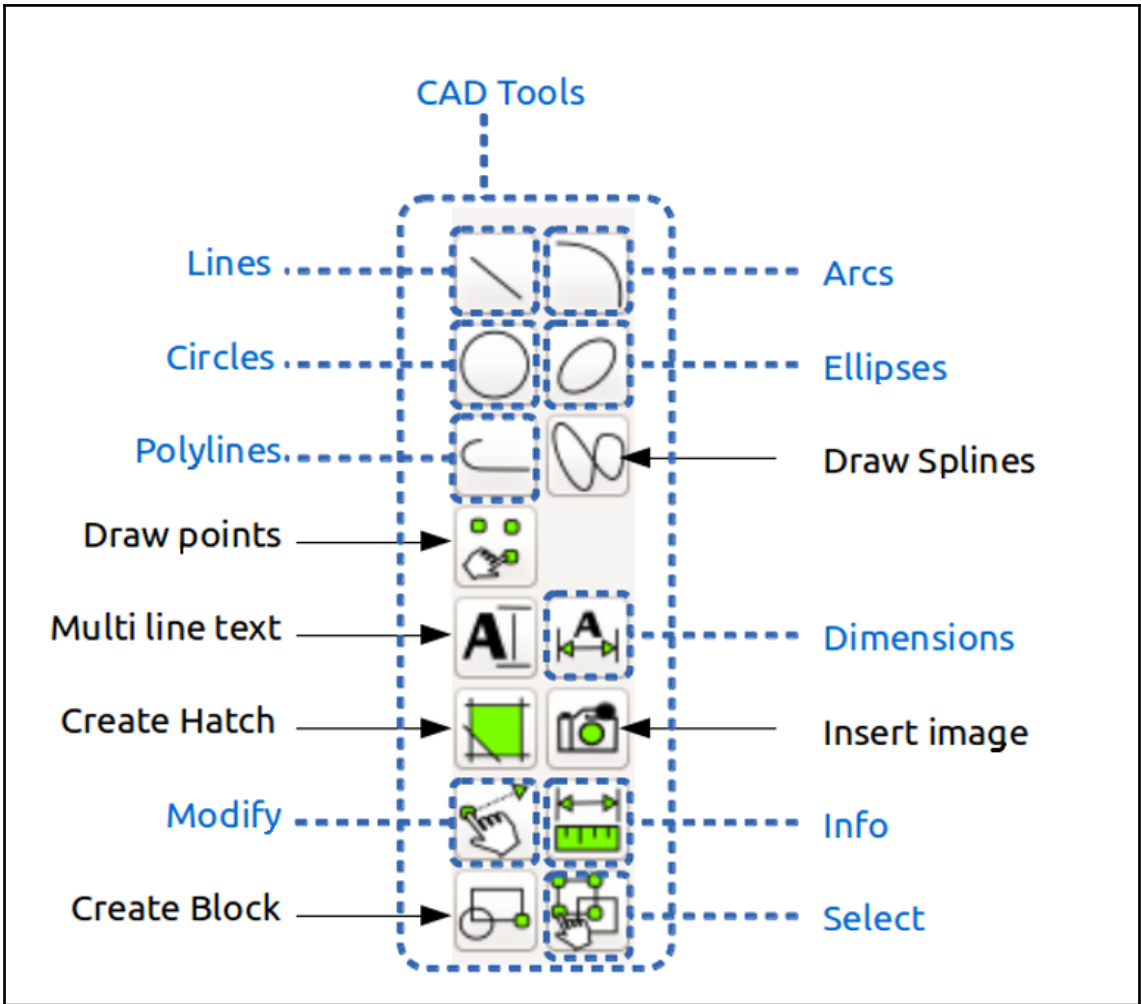 CAD Tools
Lines
Arcs
Circles
Ellipses
Polylines
Draw Splines
Draw points
Multi line text
Dimensions
Create Hatch
Insert image
Modify
Info
Create Block
Select